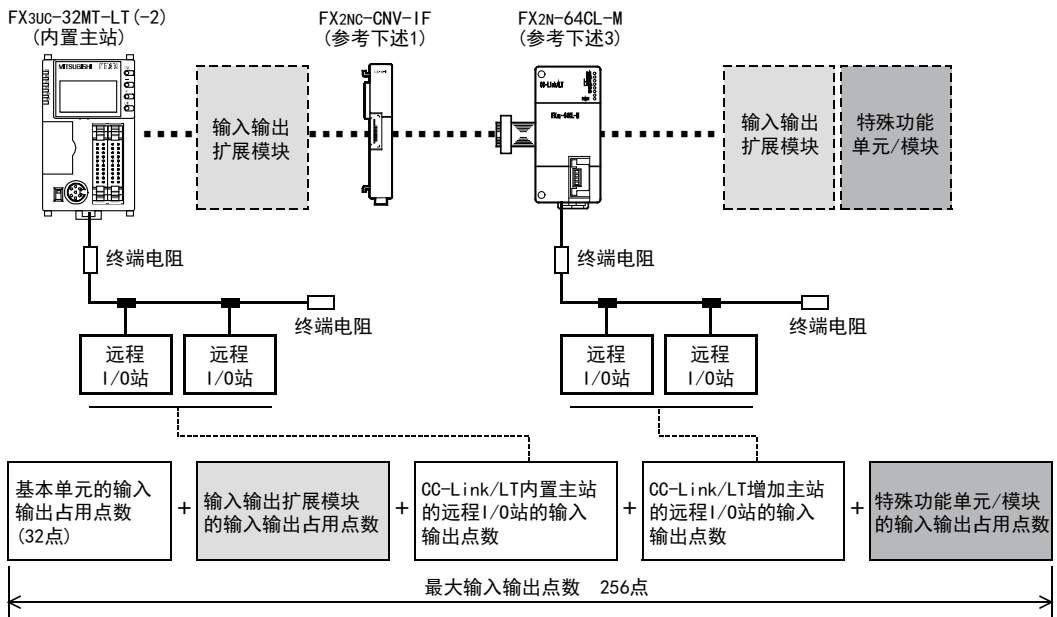 FX3UC-32MT-LT(-2)
(内置主站)
FX2NC-CNV-IF
(参考下述1)
FX2N-64CL-M
(参考下述3)
MITSUBISHI
CC-Link/LT
FX2N-64CL-M
输入输出
扩展模块
输入输出
扩展模块
特殊功能
单元/模块
终端电阻
终端电阻
终端电阻
终端电阻
远程
I/O站
远程
I/O站
远程
I/O站
远程
I/O站
基本单元的输入
输出占用点数
(32点)
+
输入输出扩展模块
的输入输出占用点数
+
CC-Link/LT内置主站
的远程I/O站的输入
输出点数
+
CC-Link/LT增加主站
的远程I/O站的输入
输出点数
+
特殊功能单元/模块
的输入输出占用点数
最大输入输出点数 256点